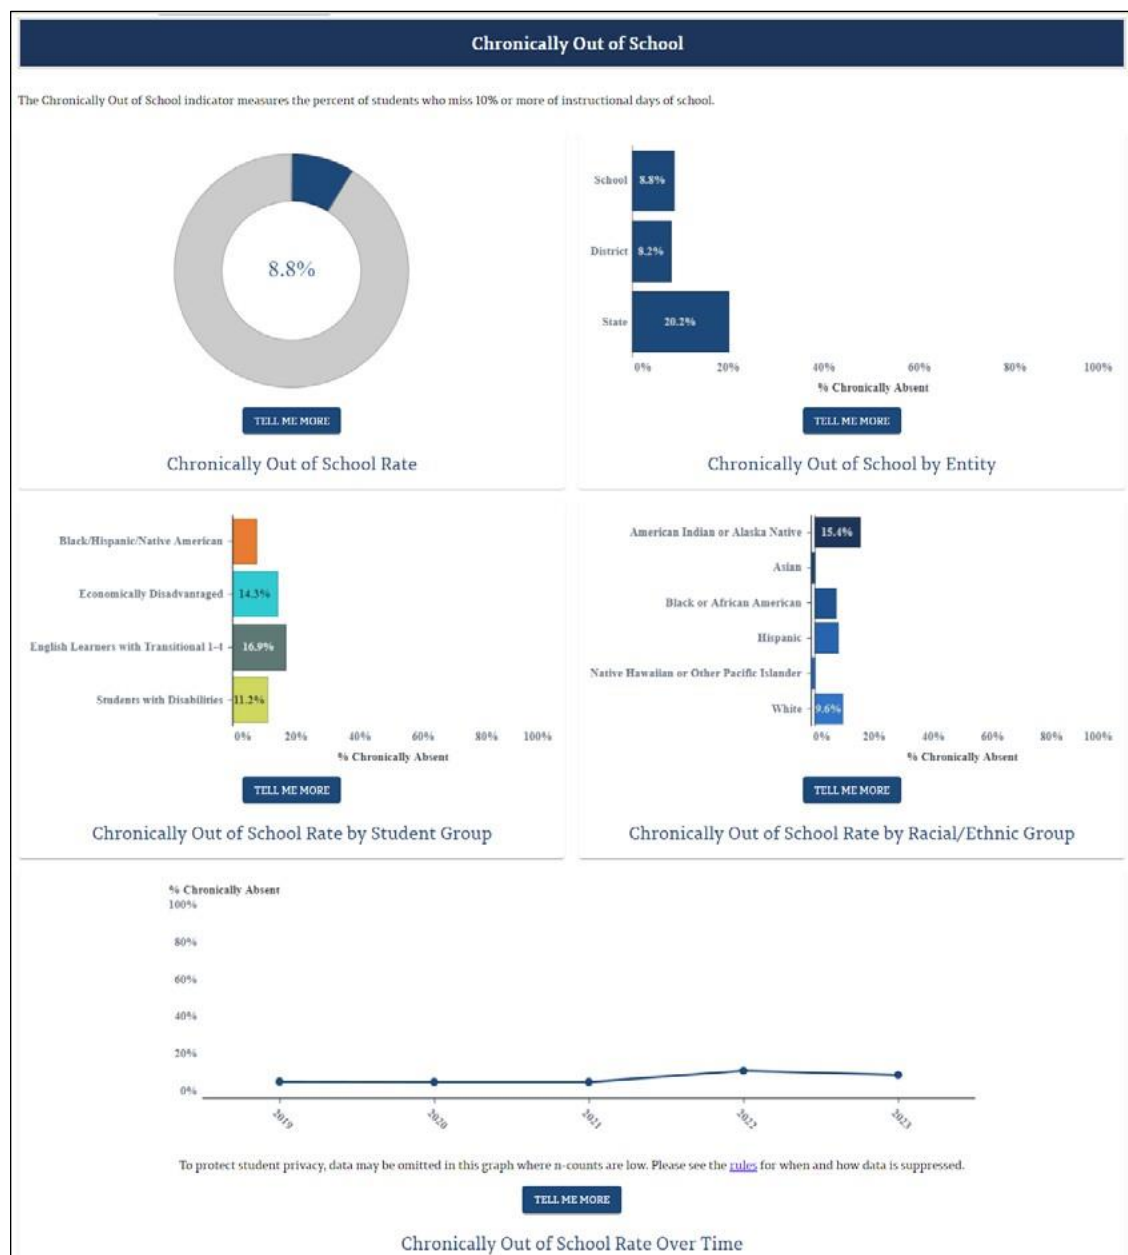 Chronically Out of School
The Chronically Out of School indicator measures the percent of students who miss 10% or more of instructional days of school.
8.8%
TELL ME MORE
Chronically Out of School Rate
School
8.8%
District
8.2%
State
20.2%
0% 20% 40% 60% 80% 100%
% Chronically Absent
TELL ME MORE
Chronically Out of School by Entity
Black/Hispanic/Native American
Economically Disadvantaged
14.3%
English Learners with Transitional 1-4
16.9%
Students with Disabilities
11.2%
0% 20% 40% 60% 80% 100%
% Chronically Absent
TELL ME MORE
Chronically Out of School Rate by Student Group
American Indian or Alaska Native
15.4%
Asian
Black or African American
Hispanic
Native Hawaiian or Other Pacific Islander
White
9.6%
0% 20% 40% 60% 80% 100%
% Chronically Absent
TELL ME MORE
Chronically Out of School Rate by Racial/Ethnic Group
% Chronically Absent
100%
80%
60%
40%
20%
0%
2019 2020 2021 2022 2023
To protect student privacy, data may be omitted in this graph where n-counts are low. Please see the rules for when and how data is suppressed.
TELL ME MORE
Chronically Out of School Rate Over Time